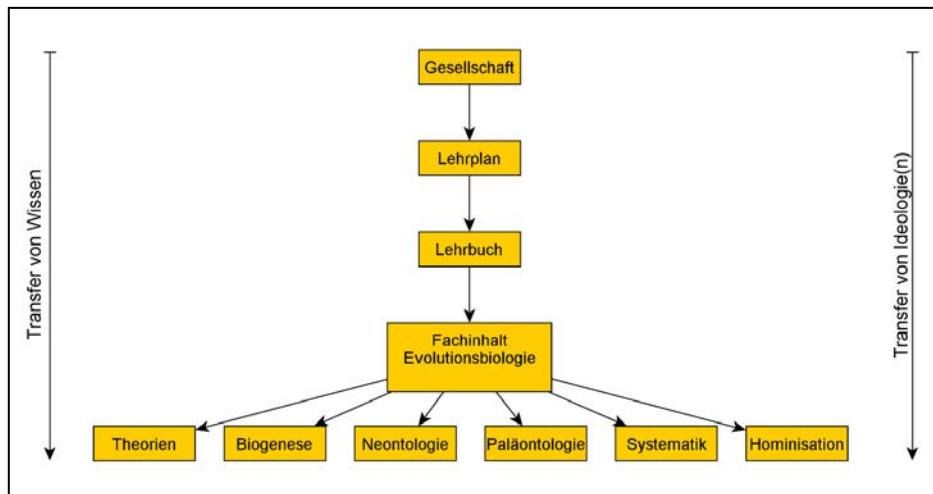 Gesellschaft
Lehrplan
Lehrbuch
Fachinhalt
Evolutionsbiologie
Theorien
Biogenese
Neontologie
Paläontologie
Systematik
Hominisation
Transfer von Wissen
Transfer von Ideologie(n)